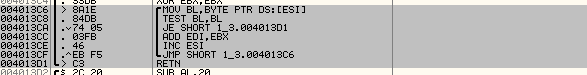 XOR EBX,EBX
004013C6 > 8A1E MOV BL,BYTE PTR DS:[ESI]
004013C8 . 84DB TEST BL,BL
004013CA .v 74 05 JE SHORT 1_3.004013D1
004013CC . 03FB ADD EDI,EBX
004013CE . 46 INC ESI
004013CF .^EB F5 JMP SHORT 1_3.004013C6
004013D1 > C3 RETN
004013D2 $ 2C 20 SUB AL,20